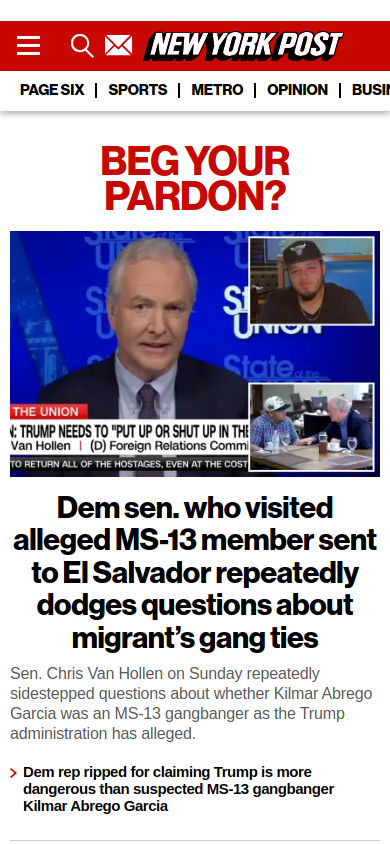 NEW YORK POST
PAGE SIX | SPORTS | METRO | OPINION | BUSIN
BEG YOUR
PARDON?
State of the
UNION
THE UNION
N: TRUMP NEEDS TO "PUT UP OR SHUT UP IN THE
Van Hollen | (D) Foreign Relations Commi
TO RETURN ALL OF THE HOSTAGES, EVEN AT THE COST
Dem sen. who visited
alleged MS-13 member sent
to El Salvador repeatedly
dodges questions about
migrant’s gang ties
Sen. Chris Van Hollen on Sunday repeatedly
sidestepped questions about whether Kilmar Abrego
Garcia was an MS-13 gangbanger as the Trump
administration has alleged.
Dem rep ripped for claiming Trump is more
dangerous than suspected MS-13 gangbanger
Kilmar Abrego Garcia